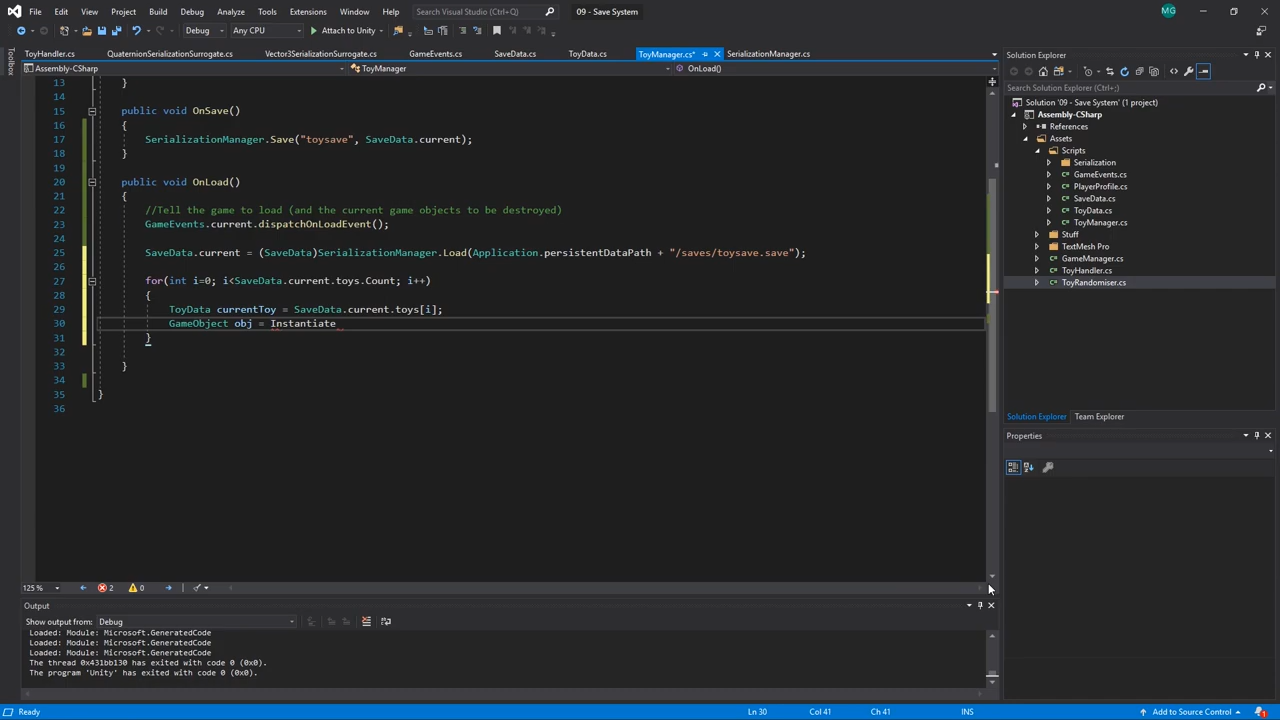 File Edit View Project Build Debug Analyze Tools Extensions Window Help Search Visual Studio 09 - Save System MG
Debug Any CPU Attach to Unity
ToyHandler.cs QuaternionSerializationSurrogate.cs Vector3SerializationSurrogate.cs GameEvents.cs SaveData.cs ToyData.cs ToyManager.cs* SerializationManager.cs
Assembly-CSharp ToyManager OnLoad()
Toolbox
13 }
14
15 public void OnSave()
16 {
17 SerializationManager.Save("toysave", SaveData.current);
18 }
19
20 public void OnLoad()
21 {
22 //Tell the game to load (and the current game objects to be destroyed)
23 GameEvents.current.dispatchOnLoadEvent();
24
25 SaveData.current = (SaveData)SerializationManager.Load(Application.persistentDataPath + "/saves/toysave.save");
26
27 for(int i=0; i<SaveData.current.toys.Count; i++)
28 {
29 ToyData currentToy = SaveData.current.toys[i];
30 GameObject obj = Instantiate
31 }
32
33 }
34
35 }
36
125 % 2 0
Output
Show output from: Debug
Loaded: Module: Microsoft.GeneratedCode
Loaded: Module: Microsoft.GeneratedCode
Loaded: Module: Microsoft.GeneratedCode
The thread 0x431bb130 has exited with code 0 (0x0).
The program 'Unity' has exited with code 0 (0x0).
Solution Explorer
Search Solution Explorer (Ctrl+;)
Solution '09 - Save System' (1 project)
Assembly-CSharp
References
Assets
Scripts
Serialization
GameEvents.cs
PlayerProfile.cs
SaveData.cs
ToyData.cs
ToyManager.cs
Stuff
TextMesh Pro
GameManager.cs
ToyHandler.cs
ToyRandomiser.cs
Solution Explorer Team Explorer
Properties
Ready Ln 30 Col 41 Ch 41 INS Add to Source Control 1